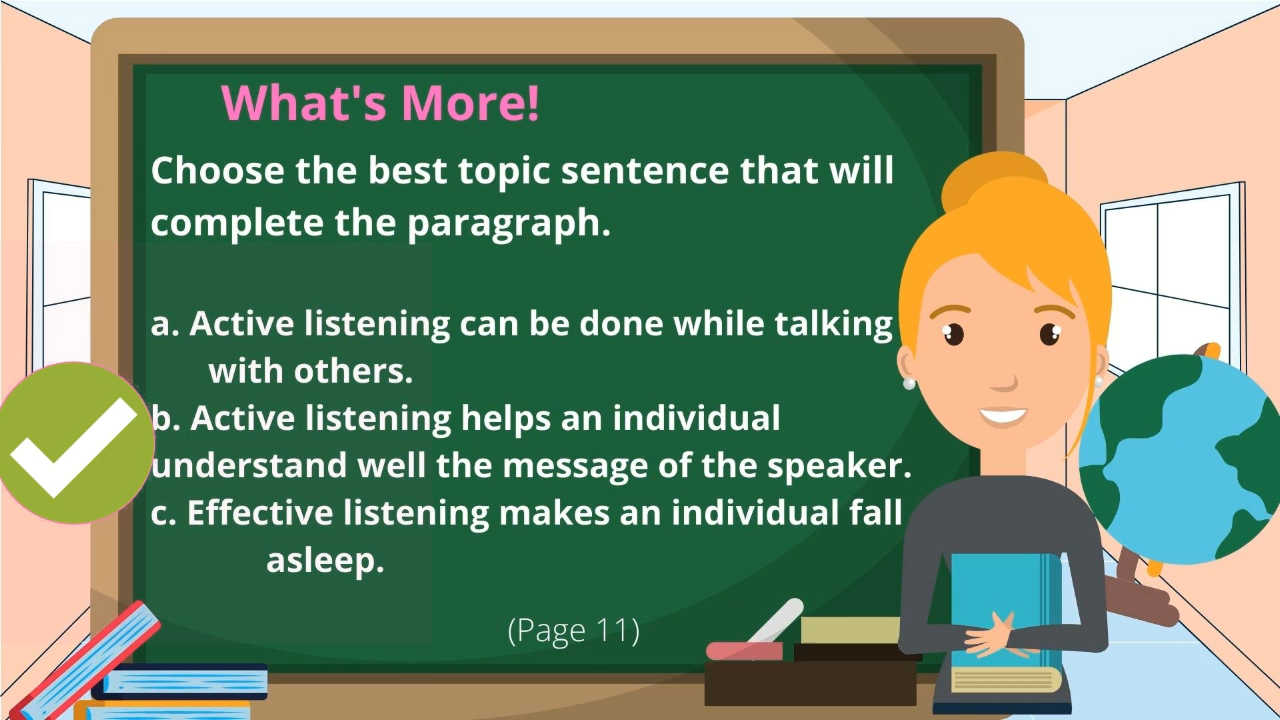 What's More!
Choose the best topic sentence that will
complete the paragraph.
a. Active listening can be done while talking
with others.
b. Active listening helps an individual
understand well the message of the speaker.
c. Effective listening makes an individual fall
asleep.
(Page 11)